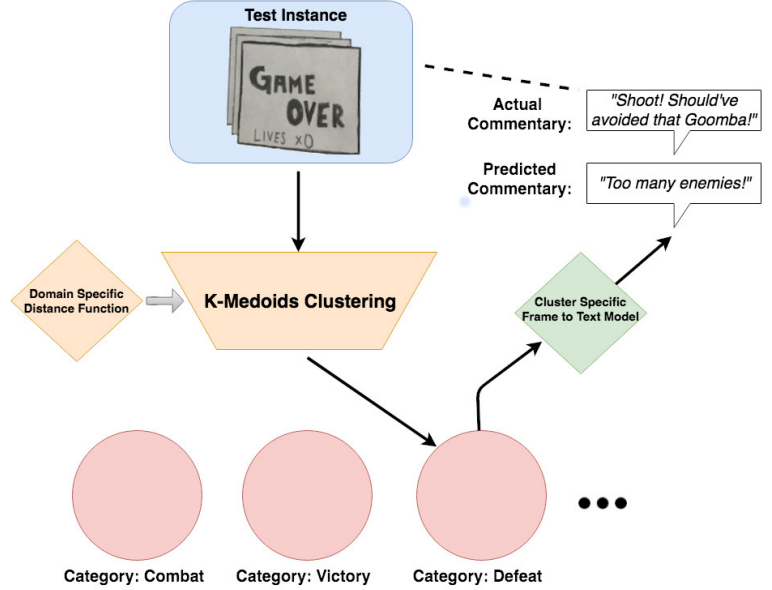 Test Instance
GAME
OVER
LIVES X0
Actual
Commentary:
"Shoot! Should've
avoided that Goomba!"
Predicted
Commentary:
"Too many enemies!"
Domain Specific
Distance Function
K-Medoids Clustering
Cluster Specific
Frame to Text Model
Category: Combat
Category: Victory
Category: Defeat